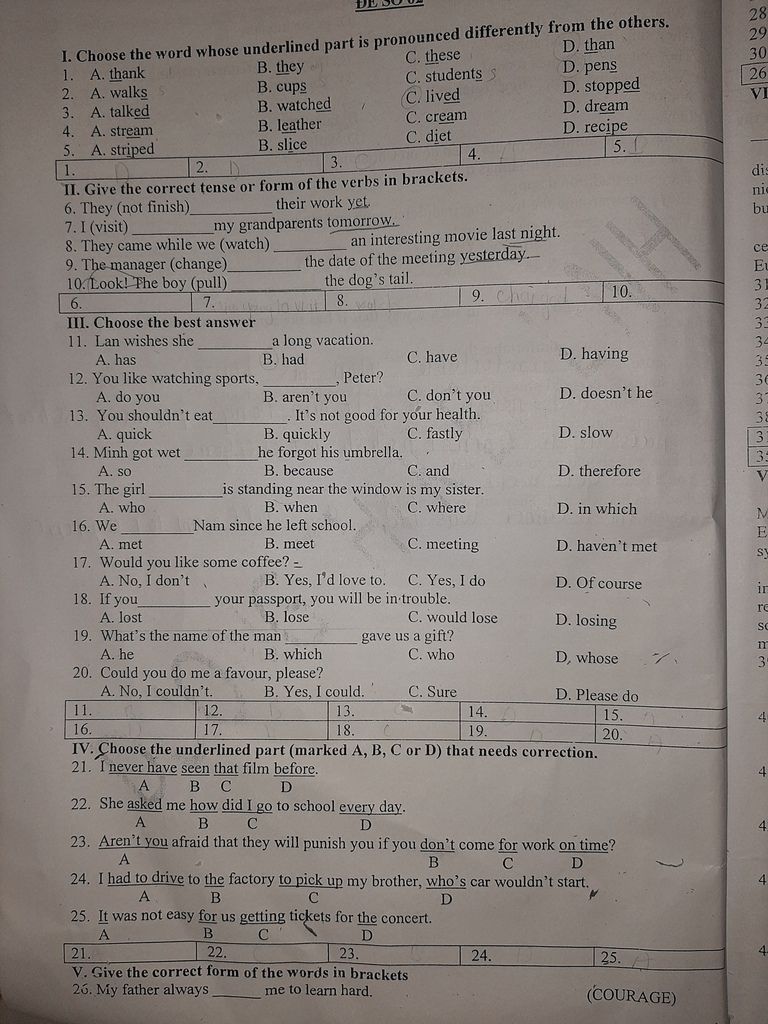 ĐỀ SỐ 02
I. Choose the word whose underlined part is pronounced differently from the others.
1. A. thank B. they C. these D. than
2. A. walks B. cups C. students D. pens
3. A. talked B. watched C. lived D. stopped
4. A. stream B. leather C. cream D. dream
5. A. striped B. slice C. diet D. recipe
1. 2. 3. 4. 5.
II. Give the correct tense or form of the verbs in brackets.
6. They (not finish)__________ their work yet.
7. I (visit) __________ my grandparents tomorrow.
8. They came while we (watch) __________ an interesting movie last night.
9. The manager (change)__________ the date of the meeting yesterday.
10. Look! The boy (pull)__________ the dog's tail.
6. 7. 8. 9. 10.
III. Choose the best answer
11. Lan wishes she __________ a long vacation.
A. has B. had C. have D. having
12. You like watching sports, __________, Peter?
A. do you B. aren't you C. don't you D. doesn't he
13. You shouldn't eat__________. It's not good for your health.
A. quick B. quickly C. fastly D. slow
14. Minh got wet __________he forgot his umbrella.
A. so B. because C. and D. therefore
15. The girl __________is standing near the window is my sister.
A. who B. when C. where D. in which
16. We __________Nam since he left school.
A. met B. meet C. meeting D. haven't met
17. Would you like some coffee? -
A. No, I don't B. Yes, I'd love to. C. Yes, I do D. Of course
18. If you__________ your passport, you will be in trouble.
A. lost B. lose C. would lose D. losing
19. What's the name of the man __________ gave us a gift?
A. he B. which C. who D. whose
20. Could you do me a favour, please?
A. No, I couldn't. B. Yes, I could. C. Sure D. Please do
11. 12. 13. 14. 15.
16. 17. 18. 19. 20.
IV. Choose the underlined part (marked A, B, C or D) that needs correction.
21. I never have seen that film before.
A B C D
22. She asked me how did I go to school every day.
A B C D
23. Aren't you afraid that they will punish you if you don't come for work on time?
A B C D
24. I had to drive to the factory to pick up my brother, who's car wouldn't start.
A B C D
25. It was not easy for us getting tickets for the concert.
A B C D
21. 22. 23. 24. 25.
V. Give the correct form of the words in brackets
26. My father always ______ me to learn hard. (COURAGE)